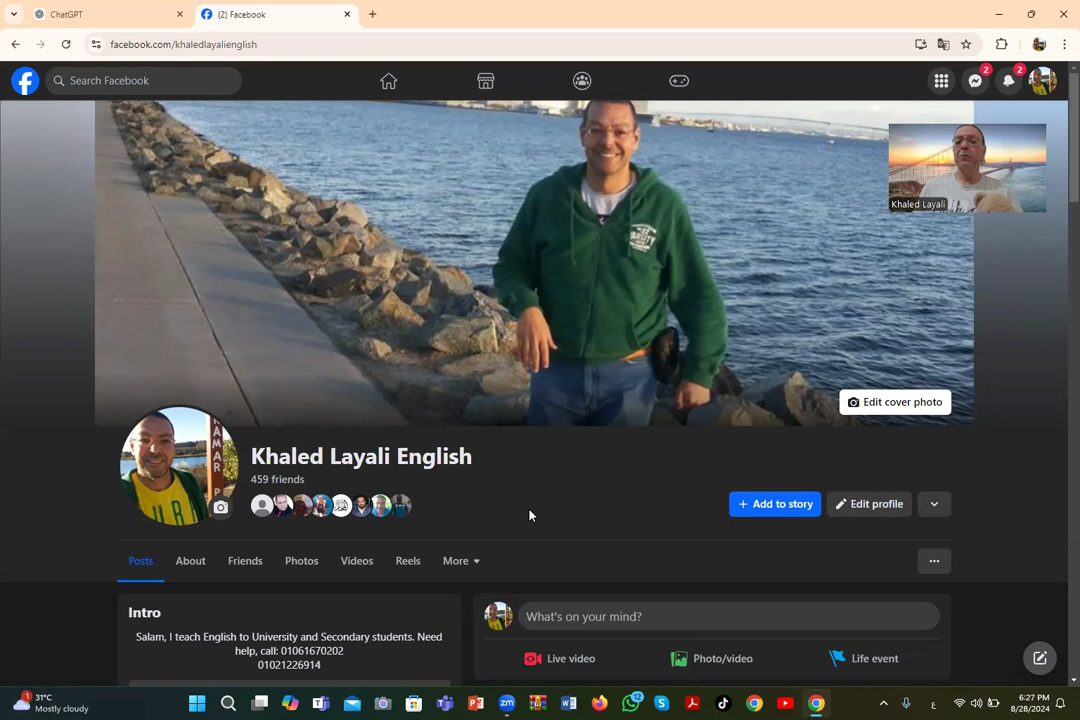 ChatGPT
(2) Facebook
facebook.com/khaledlayalienglish
Search Facebook
2
2
VARSITY
Khaled Layali
Edit cover photo
Khaled Layali English
459 friends
+ Add to story
Edit profile
Posts
About
Friends
Photos
Videos
Reels
More
Intro
Salam, I teach English to University and Secondary students. Need
help, call: 01061670202
01021226914
What's on your mind?
Live video
Photo/video
Life event
1
31°C
Mostly cloudy
12
ع
6:27 PM
8/28/2024